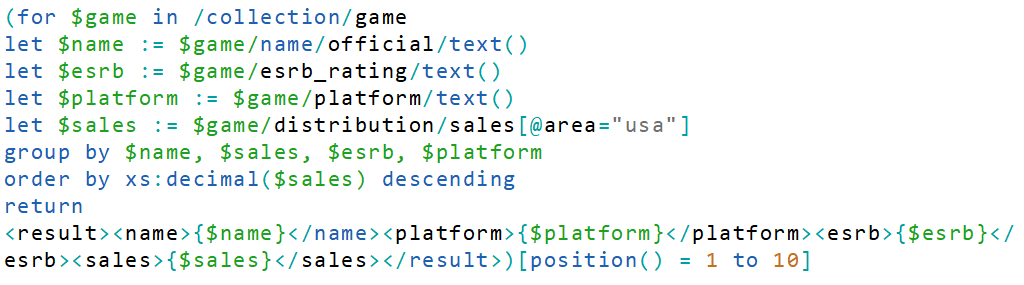 (for $game in /collection/game
let $name := $game/name/official/text()
let $esrb := $game/esrb_rating/text()
let $platform := $game/platform/text()
let $sales := $game/distribution/sales[@area="usa"]
group by $name, $sales, $esrb, $platform
order by xs:decimal($sales) descending
return
<result><name>{$name}</name><platform>{$platform}</platform><esrb>{$esrb}</
esrb><sales>{$sales}</sales></result>)[position() = 1 to 10]